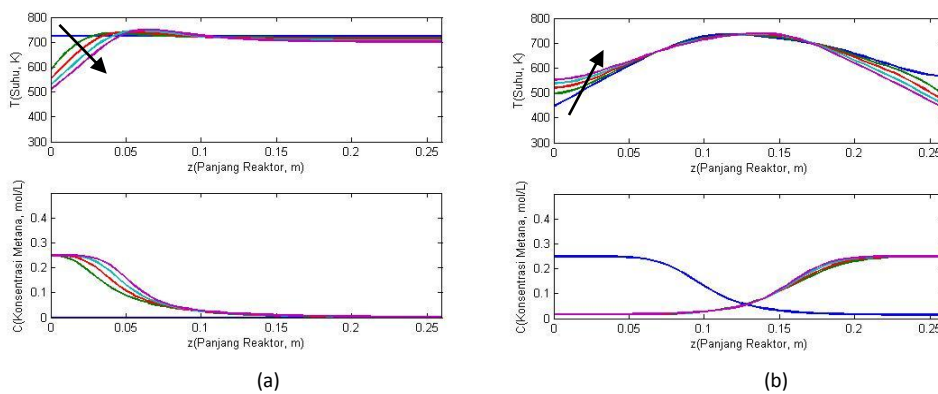 800
700
600
500
400
300
T(Suhu, K)
0 0.05 0.1 0.15 0.2 0.25
z(Panjang Reaktor, m)
0.4
0.3
0.2
0.1
0
C(Konsentrasi Metana, mol/L)
0 0.05 0.1 0.15 0.2 0.25
z(Panjang Reaktor, m)
(a)
800
700
600
500
400
300
T(Suhu, K)
0 0.05 0.1 0.15 0.2 0.25
z(Panjang Reaktor, m)
0.4
0.3
0.2
0.1
0
C(Konsentrasi Metana, mol/L)
0 0.05 0.1 0.15 0.2 0.25
z(Panjang Reaktor, m)
(b)